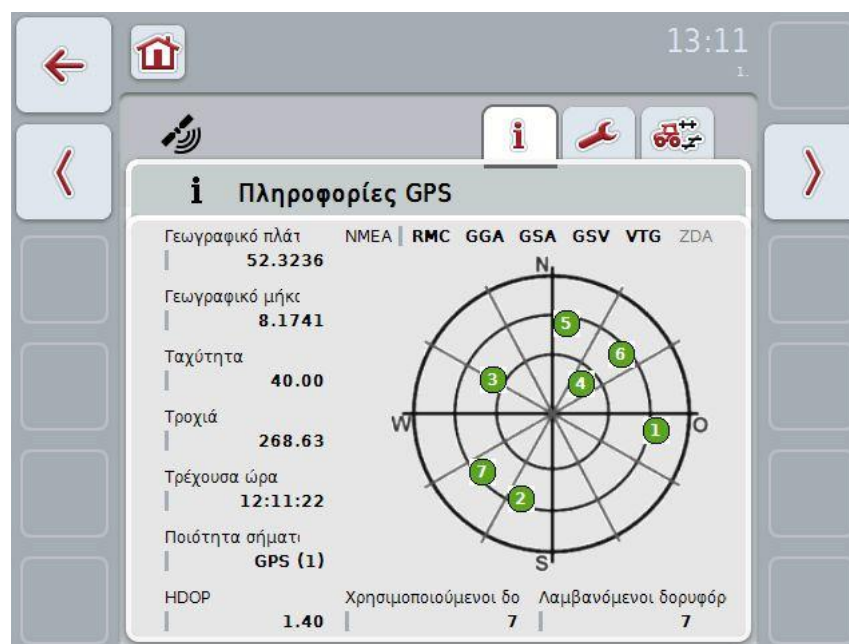 13:11
1.
i
i Πληροφορίες GPS
Γεωγραφικό πλάτ
52.3236
NMEA RMC GGA GSA GSV VTG ZDA
Γεωγραφικό μήκο
8.1741
Ταχύτητα
40.00
Τροχιά
268.63
Τρέχουσα ώρα
12:11:22
Ποιότητα σήματι
GPS (1)
HDOP
1.40
N
5
6
3
4
W
O
1
7
2
S
Χρησιμοποιούμενοι δο
7
Λαμβανόμενοι δορυφόρ
7